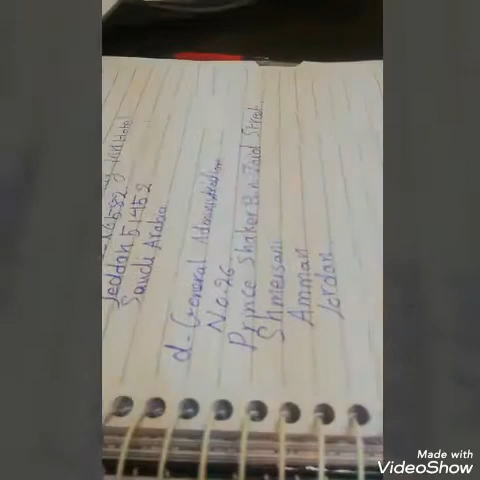 Jeddah 51452
Saudi Arabia
d- General Administration
No. 26.
Prince Shaker Bin Zaid Street
Shmeisani
Amman
Jordan
Made with
VideoShow